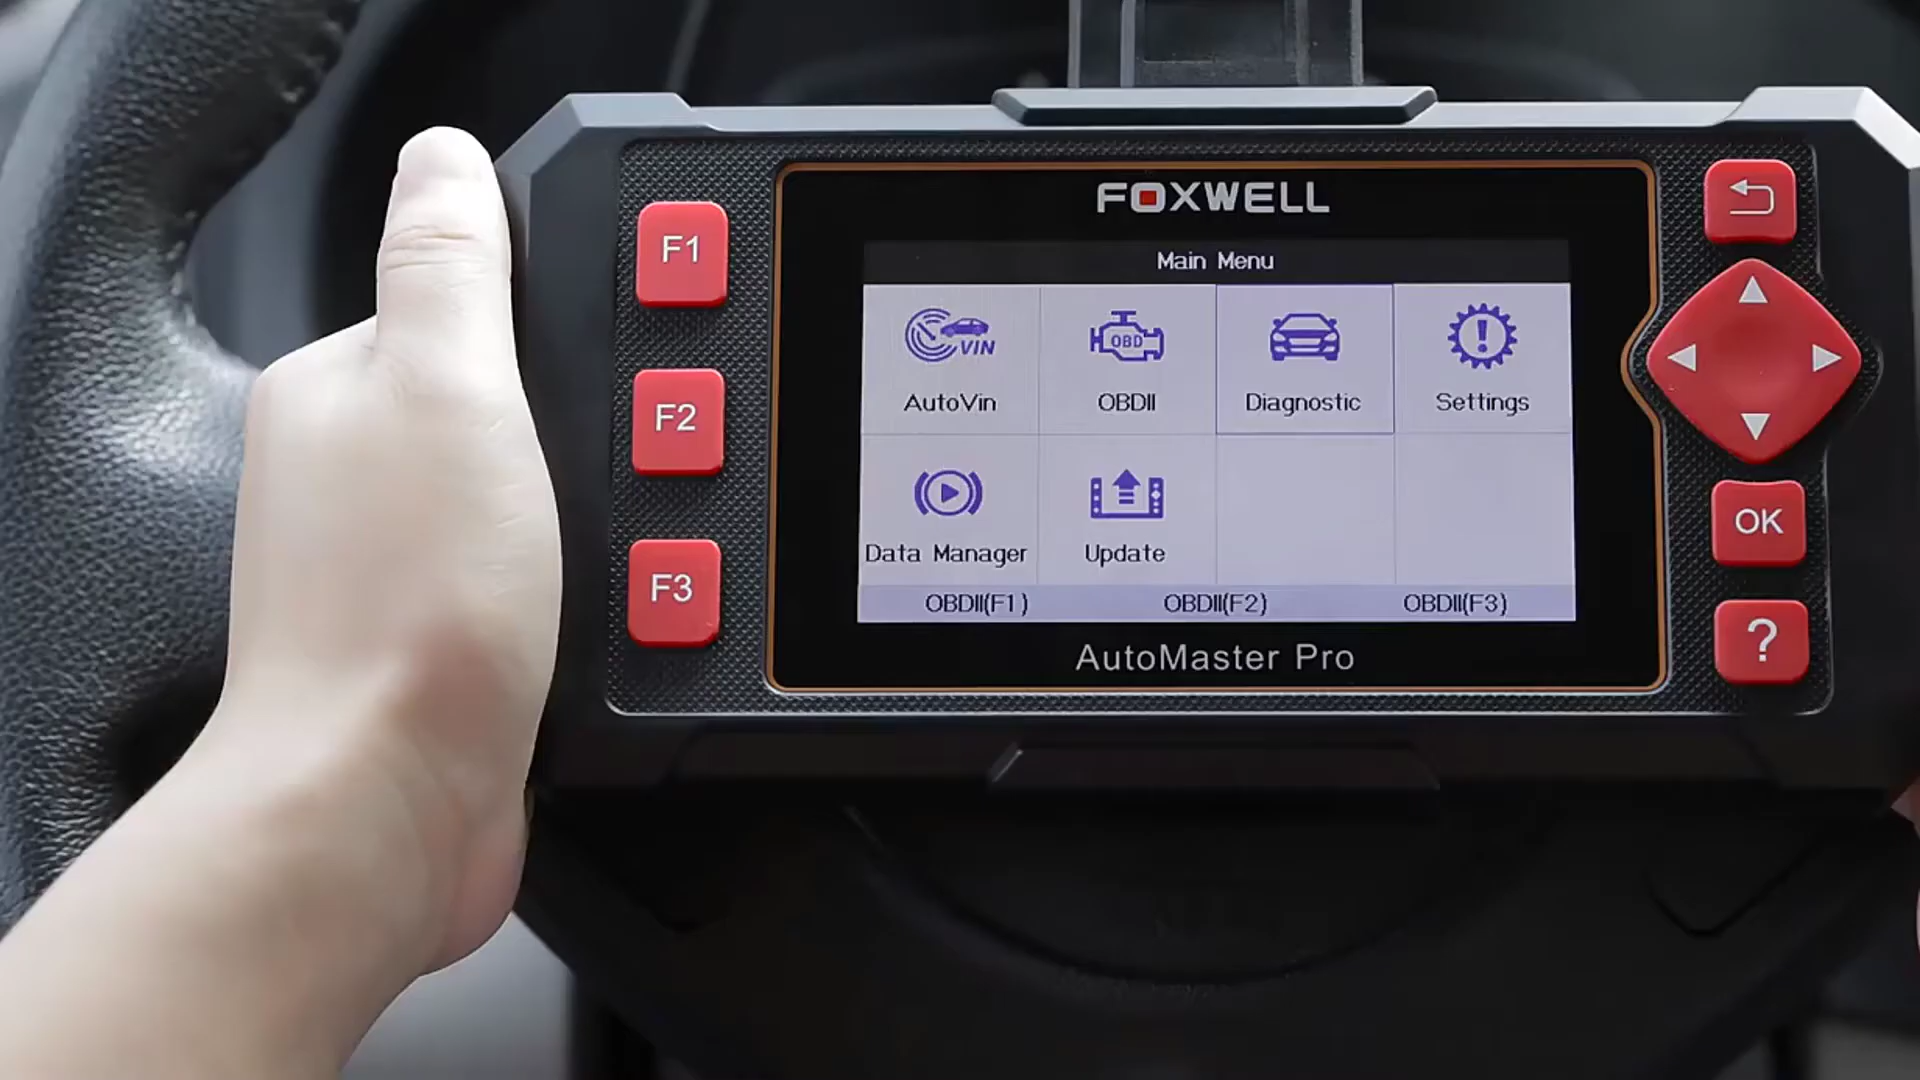 FOXWELL
Main Menu
F1
VIN
OBD
AutoVin
OBDII
Diagnostic
Settings
F2
Data Manager
Update
F3
OBDII(F1)
OBDII(F2)
OBDII(F3)
AutoMaster Pro
OK
?